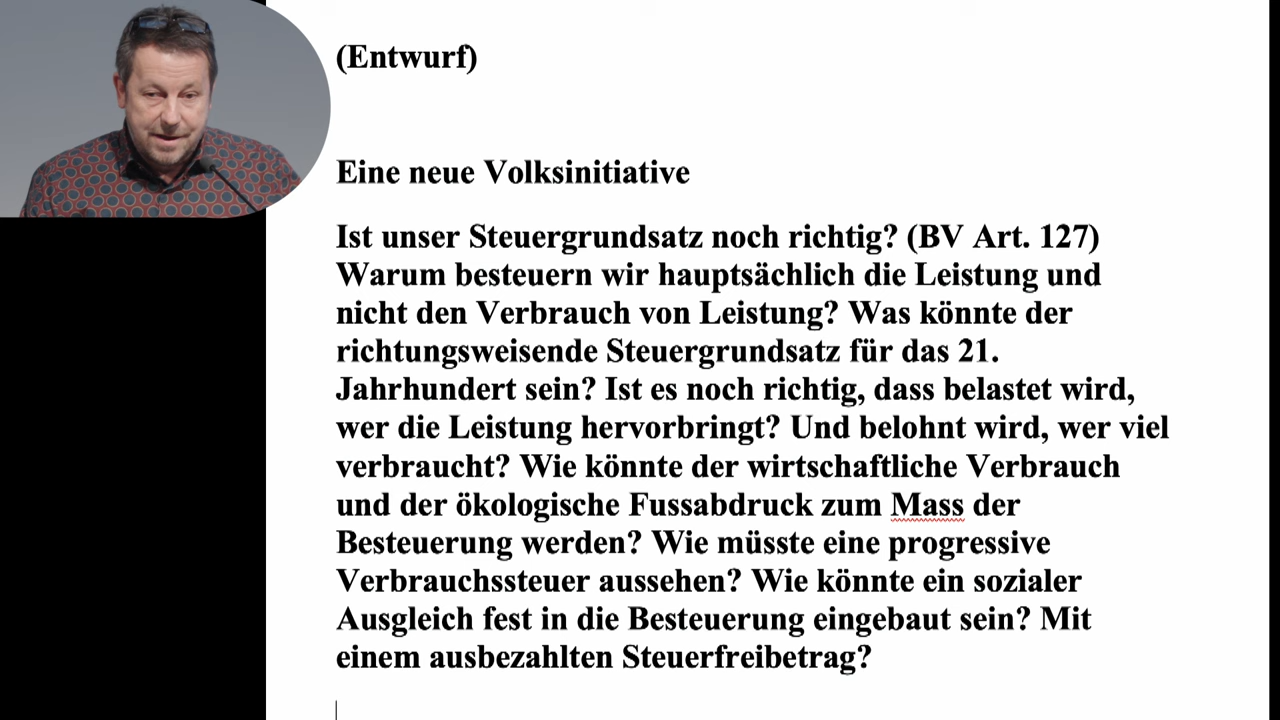 (Entwurf)
Eine neue Volksinitiative
Ist unser Steuergrundsatz noch richtig? (BV Art. 127)
Warum besteuern wir hauptsächlich die Leistung und
nicht den Verbrauch von Leistung? Was könnte der
richtungsweisende Steuergrundsatz für das 21.
Jahrhundert sein? Ist es noch richtig, dass belastet wird,
wer die Leistung hervorbringt? Und belohnt wird, wer viel
verbraucht? Wie könnte der wirtschaftliche Verbrauch
und der ökologische Fussabdruck zum Mass der
Besteuerung werden? Wie müsste eine progressive
Verbrauchssteuer aussehen? Wie könnte ein sozialer
Ausgleich fest in die Besteuerung eingebaut sein? Mit
einem ausbezahlten Steuerfreibetrag?